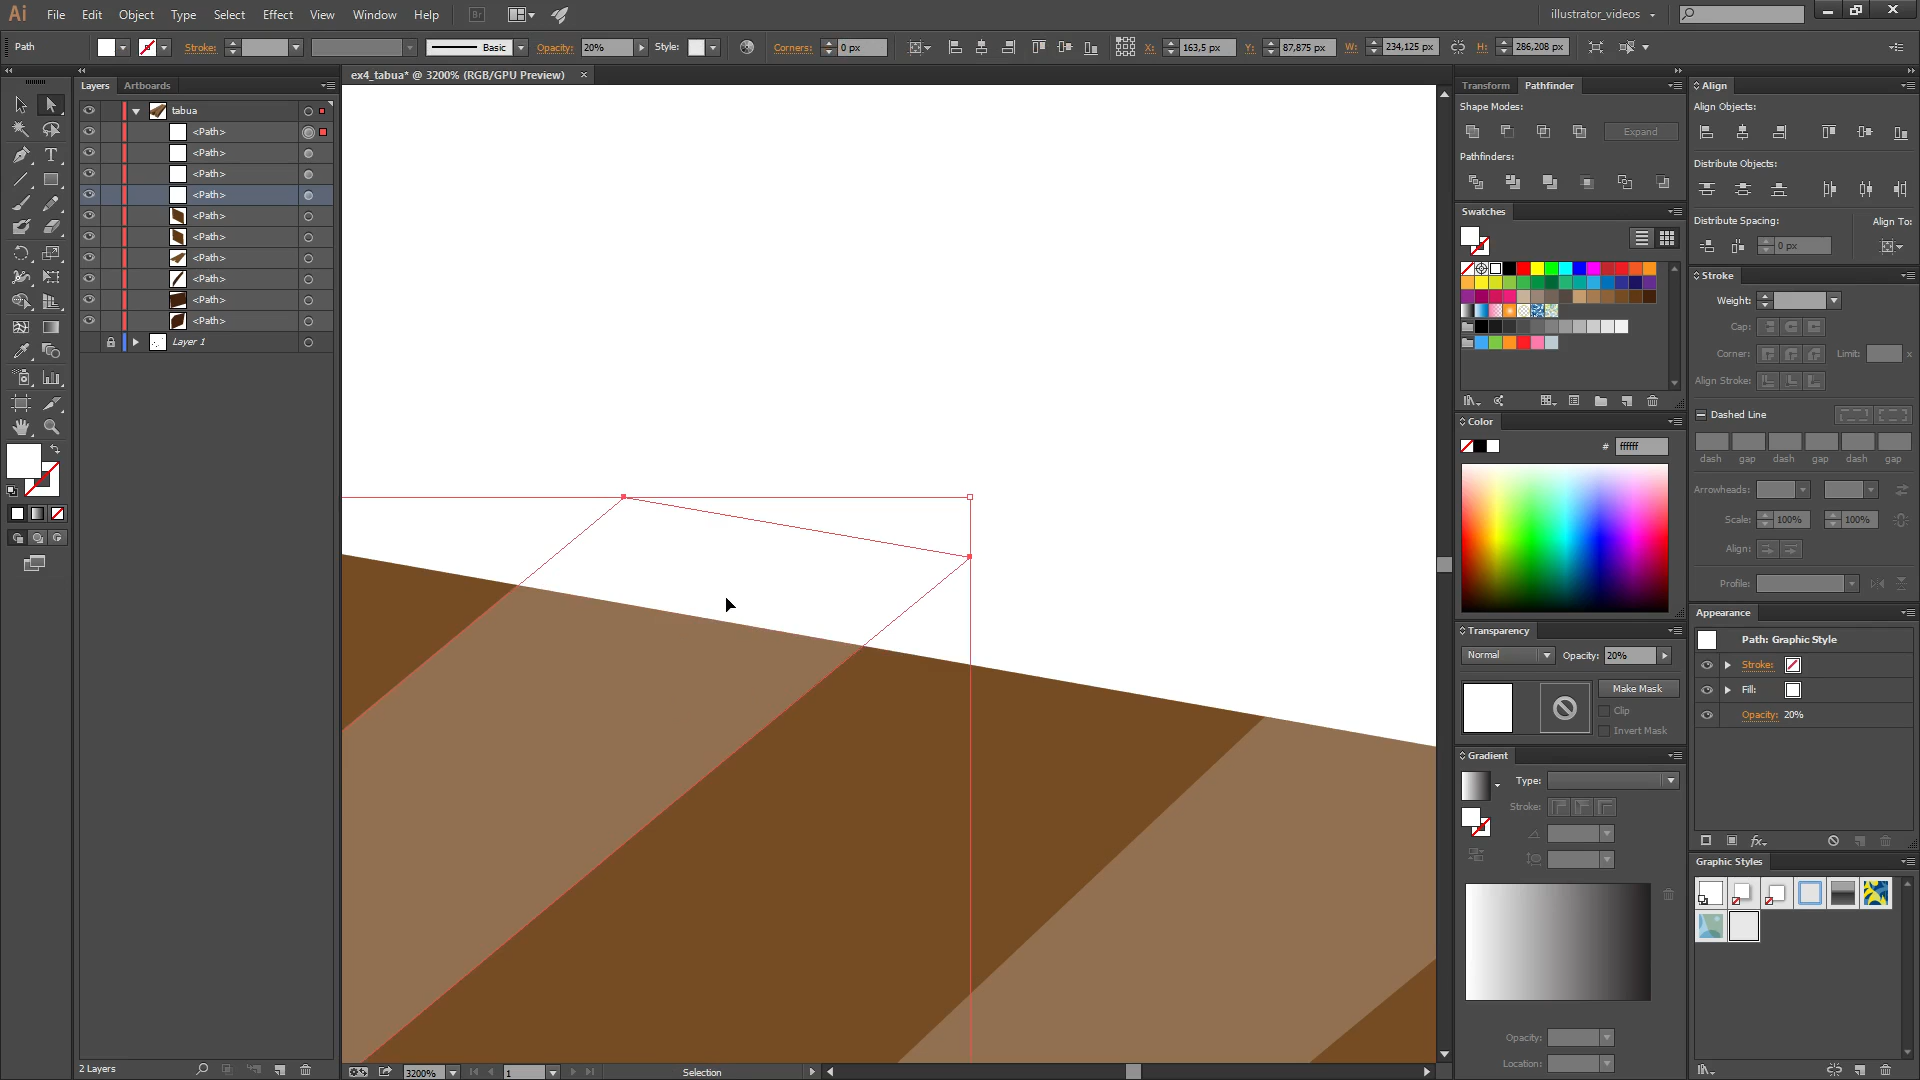 Ai File Edit Object Type Select Effect View Window Help Br illustrator_videos
Path Stroke: Basic Opacity: 20% Style: Corners: 0 px X: 163,5 px Y: 87,875 px W: 234,125 px H: 286,208 px
Layers Artboards
ex4_tabua* @ 3200% (RGB/GPU Preview)
tabua
<Path>
<Path>
<Path>
<Path>
<Path>
<Path>
<Path>
<Path>
<Path>
<Path>
Layer 1
2 Layers
3200% 1 Selection
Transform Pathfinder
Shape Modes:
Expand
Pathfinders:
Swatches
Color
# ffffff
Transparency
Normal Opacity: 20%
Make Mask
Clip
Invert Mask
Gradient
Type:
Stroke:
Opacity:
Location:
Align
Align Objects:
Distribute Objects:
Distribute Spacing: Align To:
0 px
Stroke
Weight:
Cap:
Corner: Limit: x
Align Stroke:
Dashed Line
dash gap dash gap dash gap
Arrowheads:
Scale: 100% 100%
Align:
Profile:
Appearance
Path: Graphic Style
Stroke:
Fill:
Opacity: 20%
fx
Graphic Styles